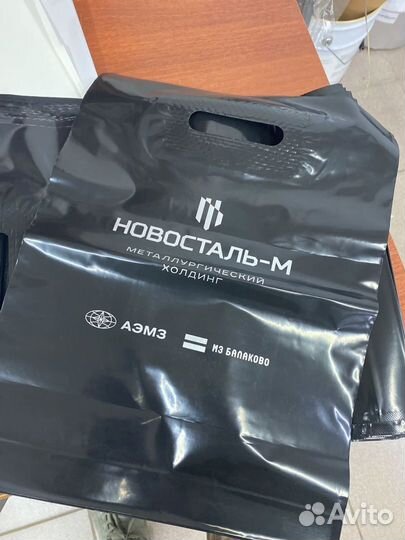 НОВОСТАЛЬ-М
МЕТАЛЛУРГИЧЕСКИЙ
ХОЛДИНГ
АЭМЗ
МЗ БАЛАКОВО
Avito